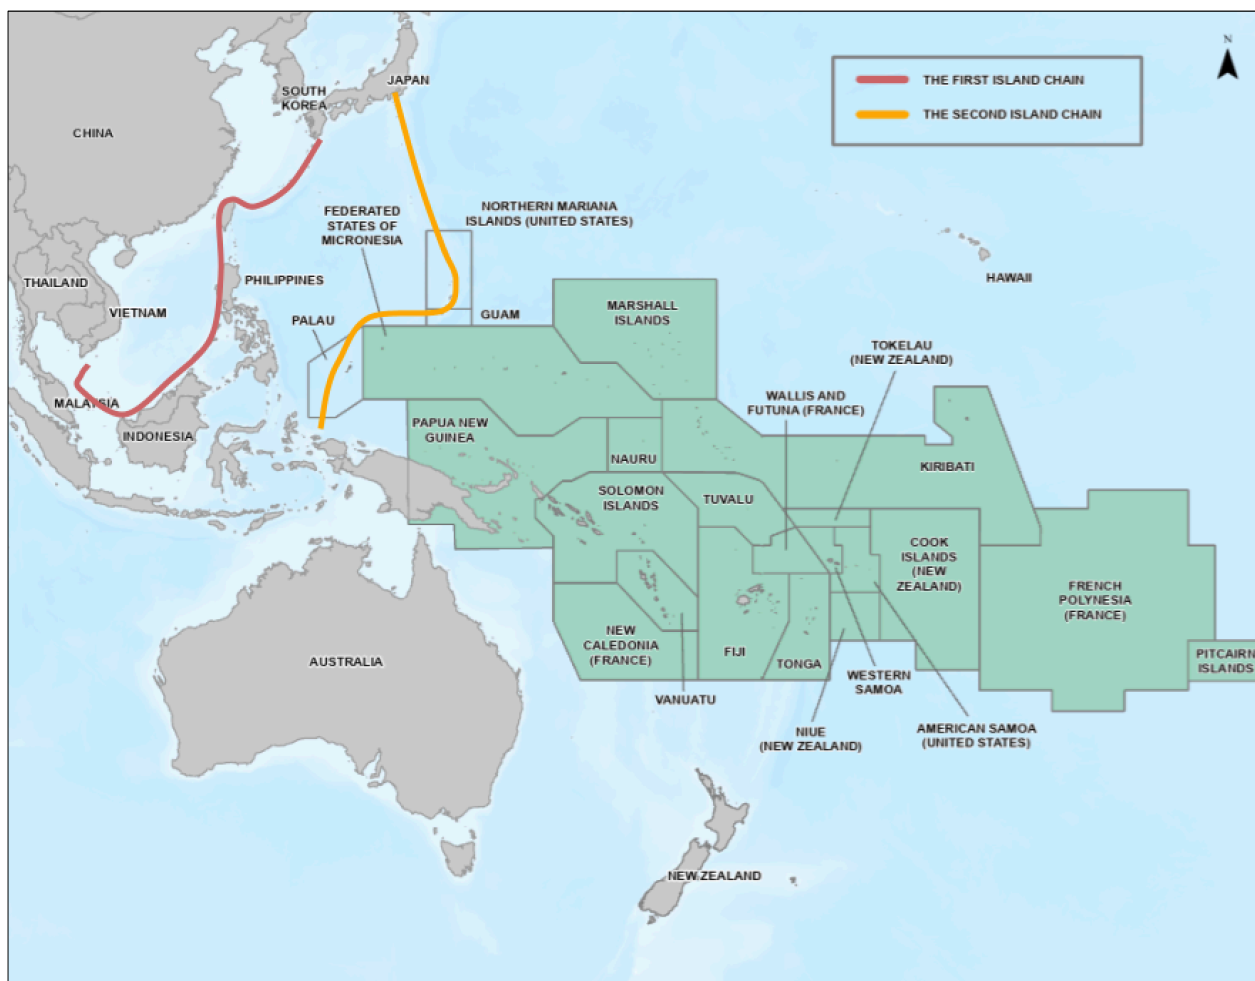 N
THE FIRST ISLAND CHAIN
THE SECOND ISLAND CHAIN
JAPAN
SOUTH
KOREA
CHINA
NORTHERN MARIANA
ISLANDS (UNITED STATES)
FEDERATED
STATES OF
MICRONESIA
HAWAII
THAILAND
PHILIPPINES
VIETNAM
PALAU
GUAM
MARSHALL
ISLANDS
TOKELAU
(NEW ZEALAND)
WALLIS AND
FUTUNA (FRANCE)
MALAYSIA
INDONESIA
PAPUA NEW
GUINEA
NAURU
KIRIBATI
SOLOMON
ISLANDS
TUVALU
COOK
ISLANDS
(NEW
ZEALAND)
FRENCH
POLYNESIA
(FRANCE)
AUSTRALIA
NEW
CALEDONIA
(FRANCE)
FIJI
TONGA
PITCAIRN
ISLANDS
VANUATU
WESTERN
SAMOA
NIUE
(NEW ZEALAND)
AMERICAN SAMOA
(UNITED STATES)
NEW ZEALAND